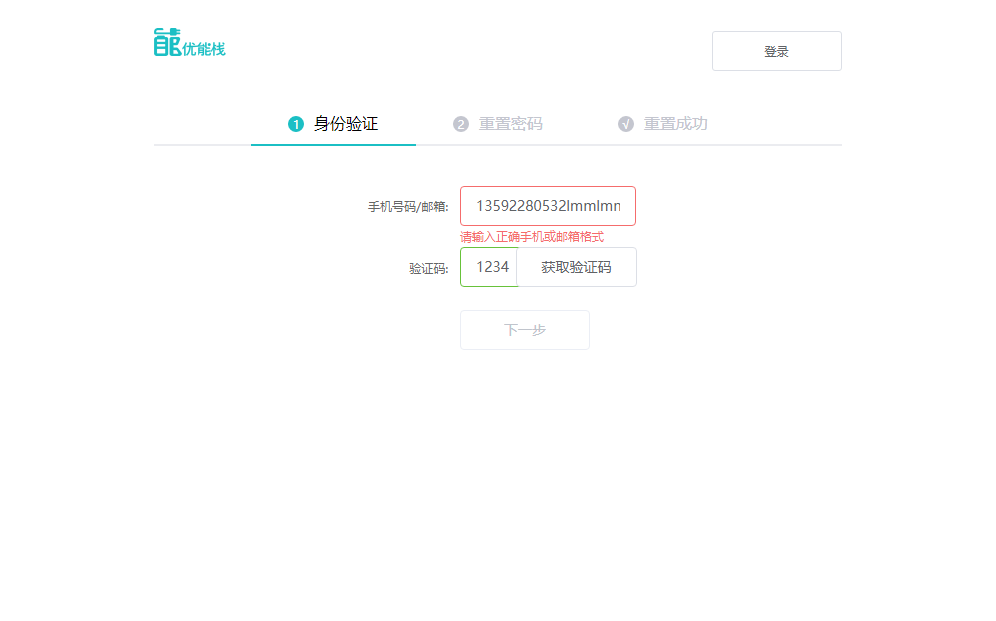 能优能栈
登录
1 身份验证
2 重置密码
√ 重置成功
手机号码/邮箱: 13592280532lmmlmm
请输入正确手机或邮箱格式
验证码: 1234 获取验证码
下一步